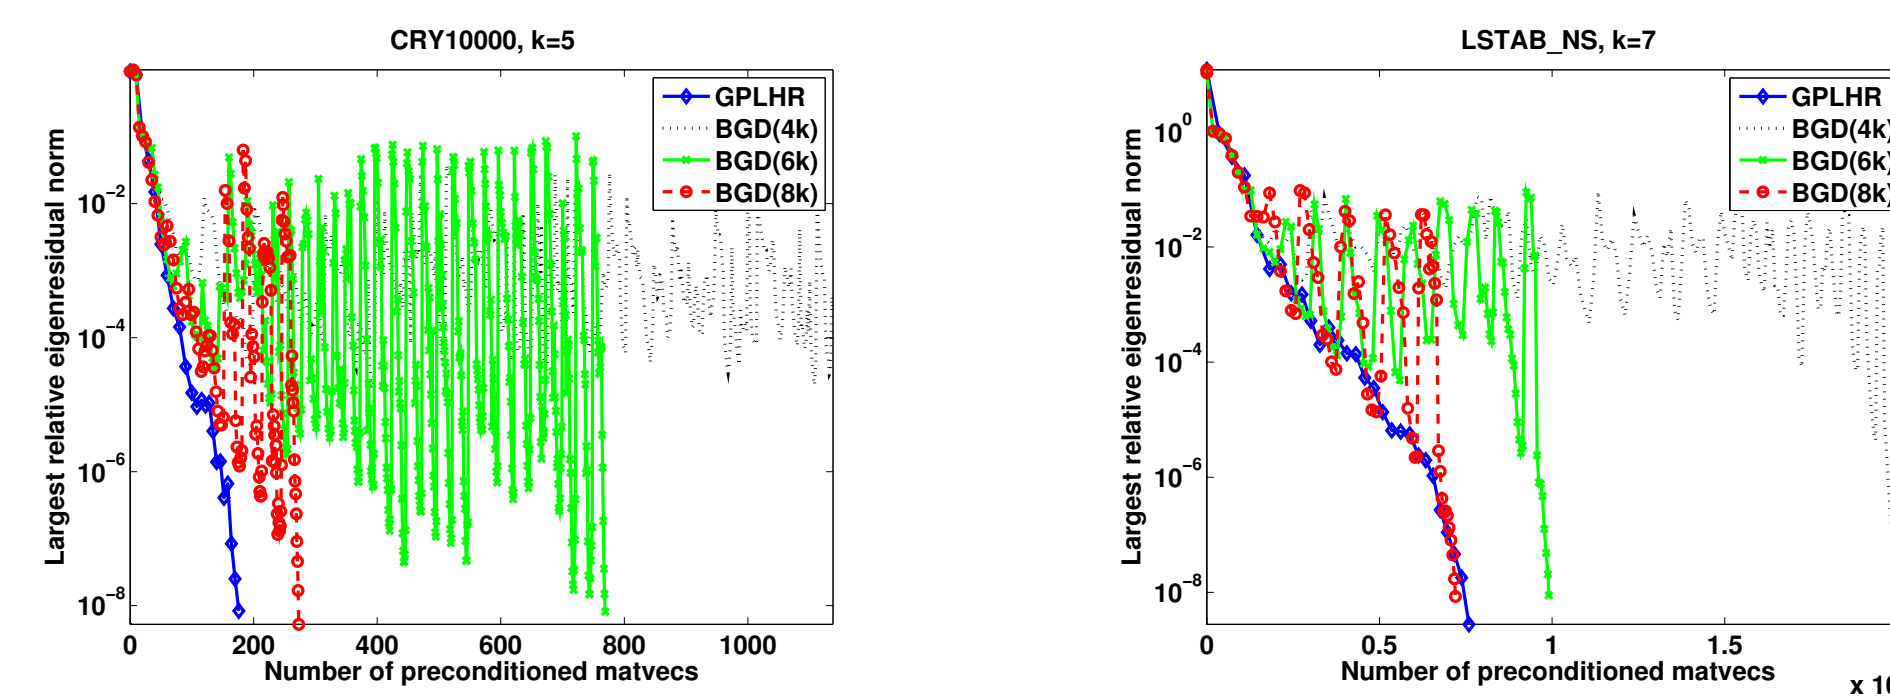 CRY10000, k=5
Largest relative eigenresidual norm
10^-2
10^-4
10^-6
10^-8
GPLHR
BGD(4k)
BGD(6k)
BGD(8k)
0 200 400 600 800 1000
Number of preconditioned matvecs
LSTAB_NS, k=7
Largest relative eigenresidual norm
10^0
10^-2
10^-4
10^-6
10^-8
GPLHR
BGD(4k)
BGD(6k)
BGD(8k)
0 0.5 1 1.5
Number of preconditioned matvecs
x 10